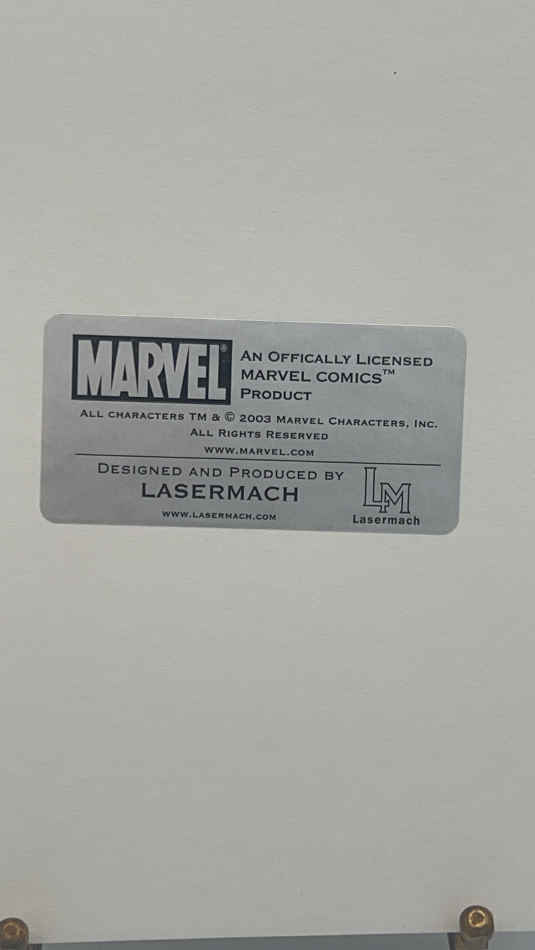 MARVEL®
An Offically Licensed
MARVEL COMICS™
Product
All characters TM & © 2003 Marvel Characters, Inc.
All Rights Reserved
www.marvel.com
Designed and Produced by
LASERMACH
www.lasermach.com
LM
Lasermach